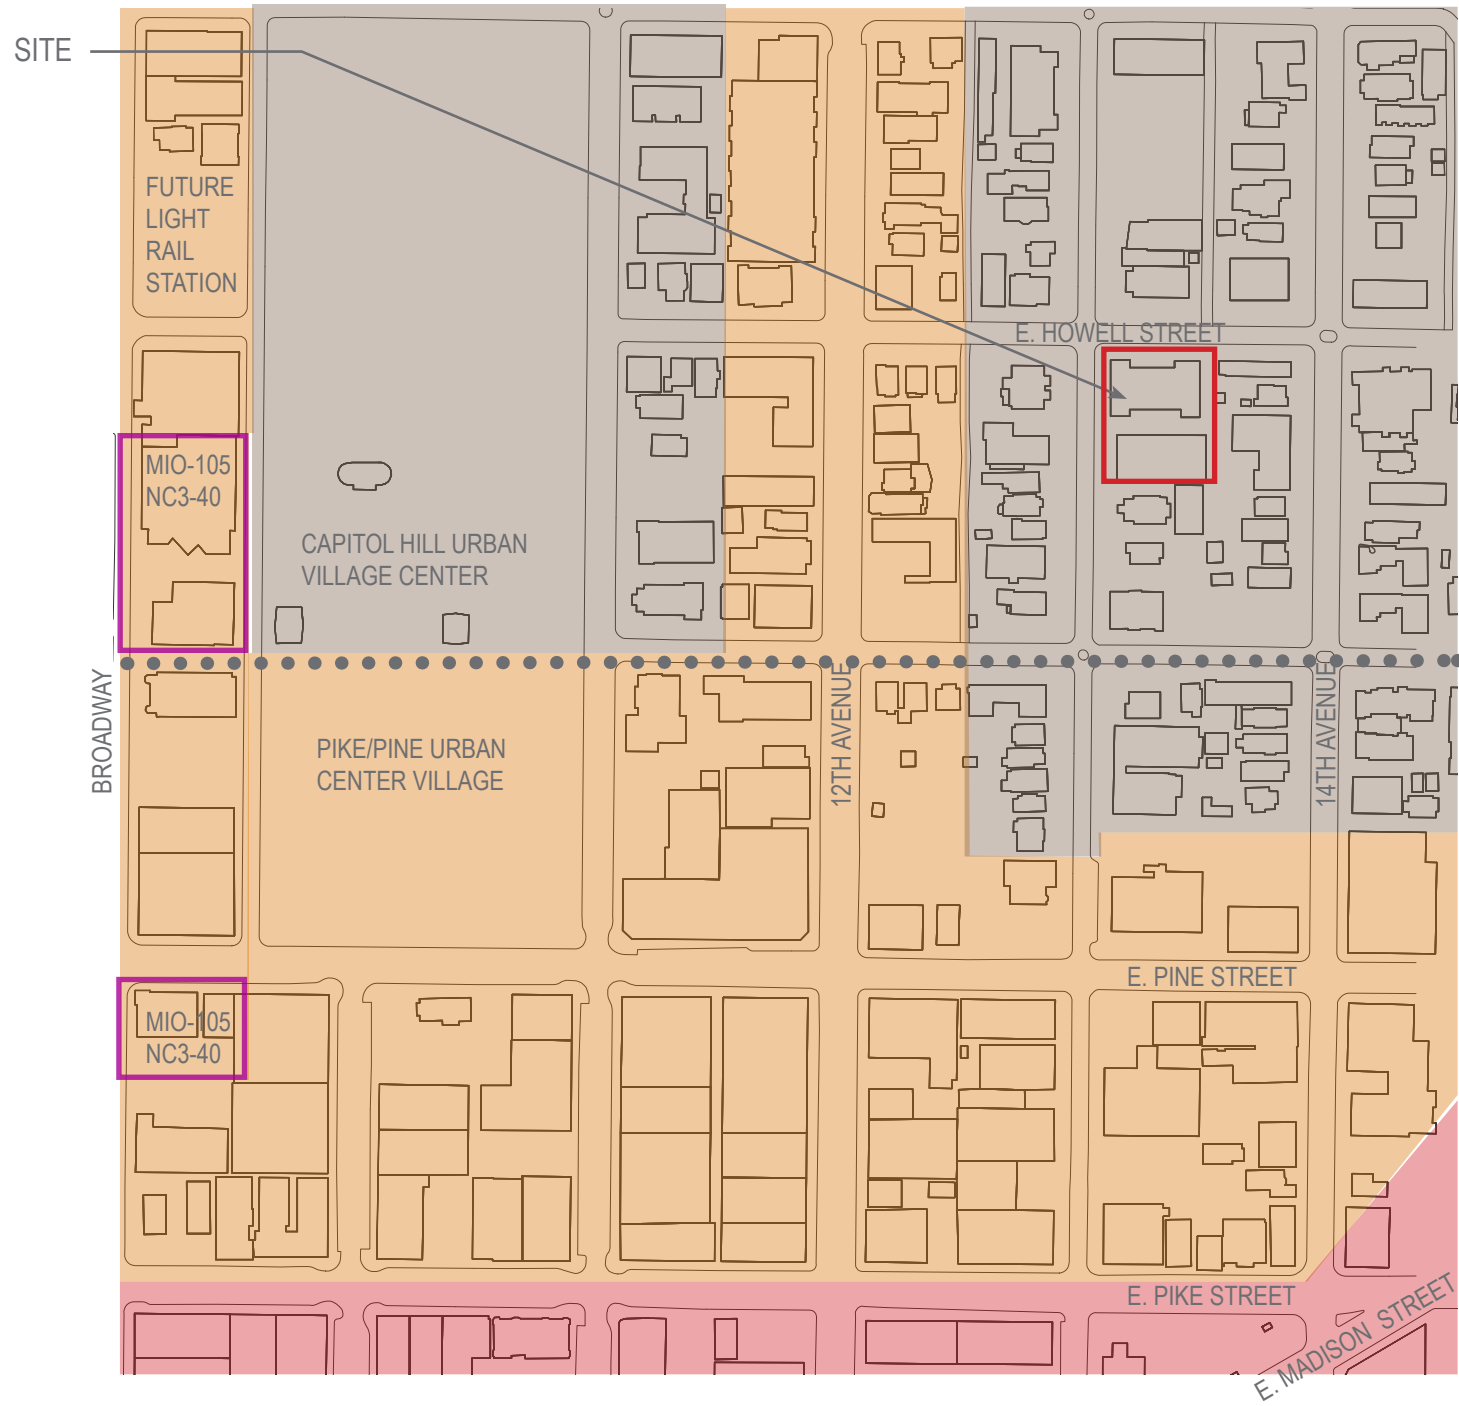 SITE
FUTURE
LIGHT
RAIL
STATION
E. HOWELL STREET
MIO-105
NC3-40
CAPITOL HILL URBAN
VILLAGE CENTER
BROADWAY
PIKE/PINE URBAN
CENTER VILLAGE
12TH AVENUE
14TH AVENUE
E. PINE STREET
MIO-105
NC3-40
E. PIKE STREET
E. MADISON STREET